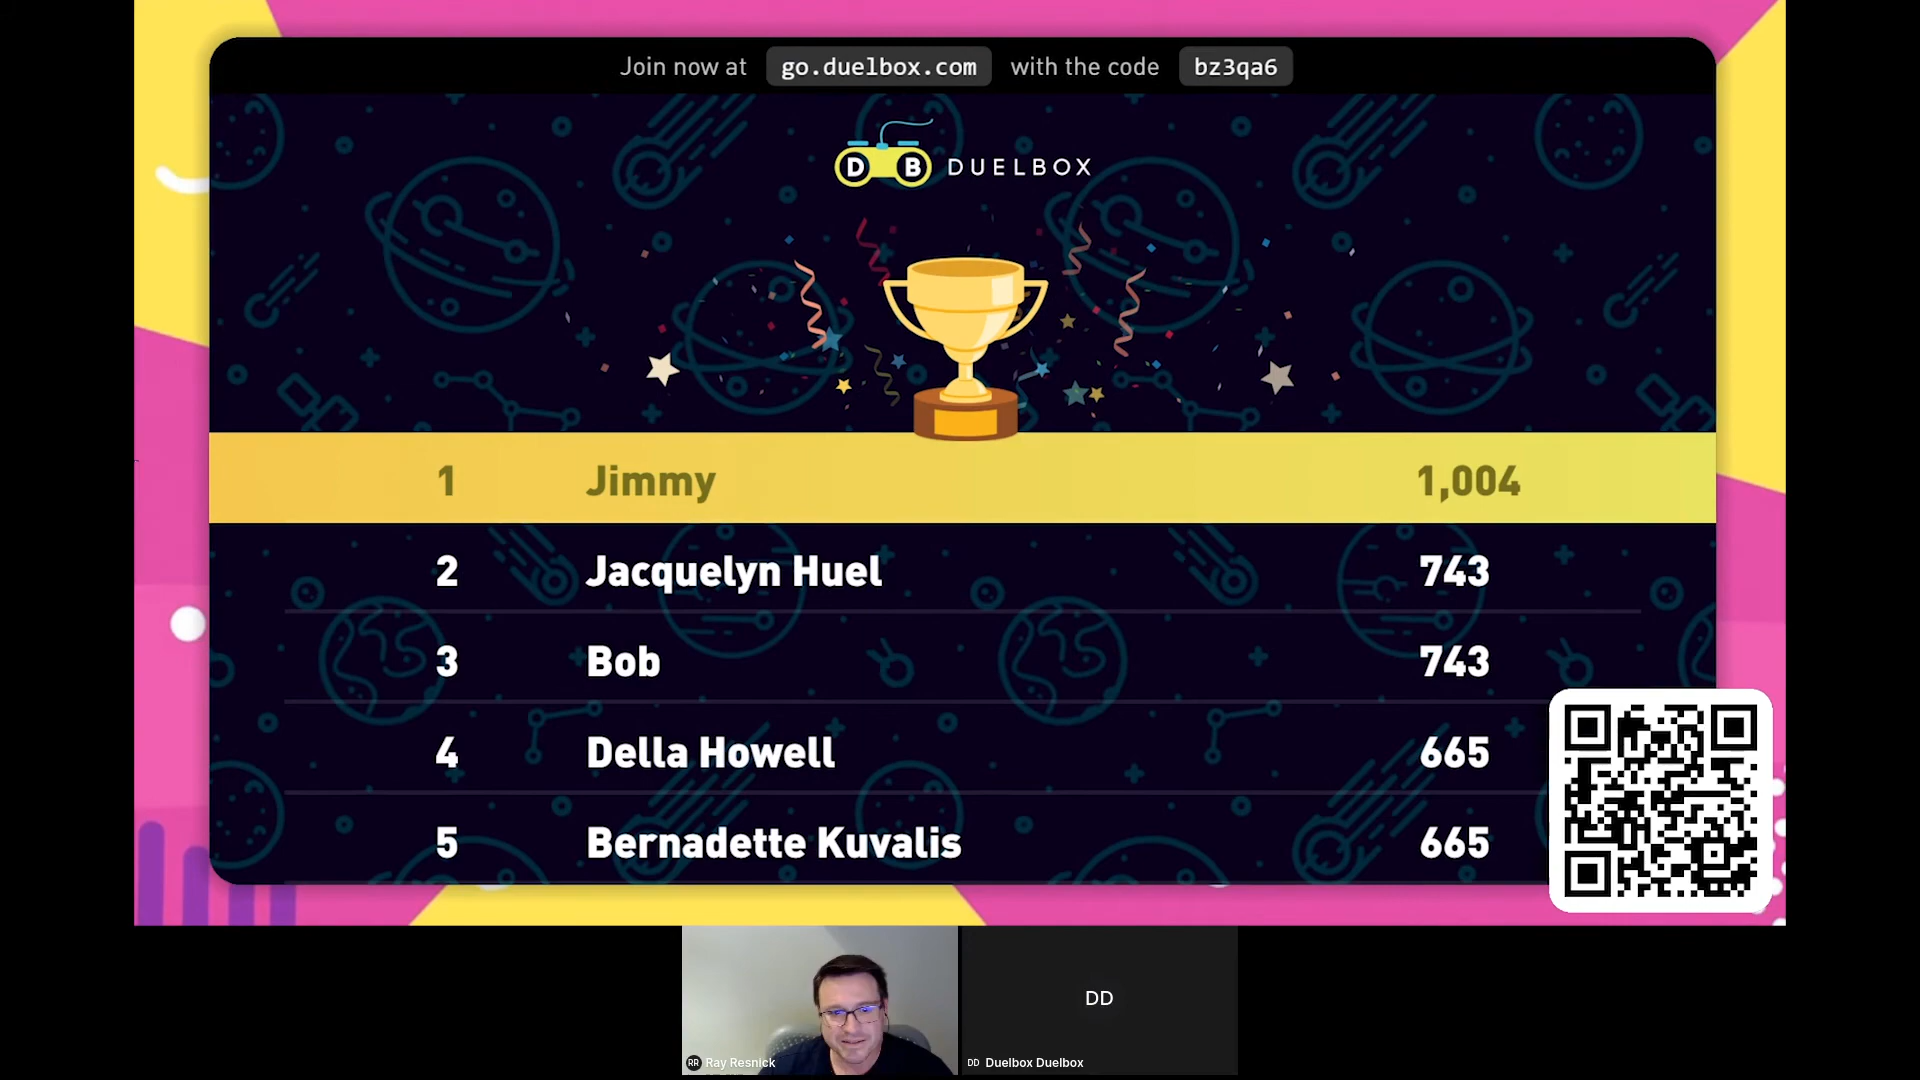 Join now at go.duelbox.com with the code bz3qa6
D B DUELBOX
1 Jimmy 1,004
2 Jacquelyn Huel 743
3 Bob 743
4 Della Howell 665
5 Bernadette Kuvalis 665
DD
RR Ray Resnick
DD Duelbox Duelbox